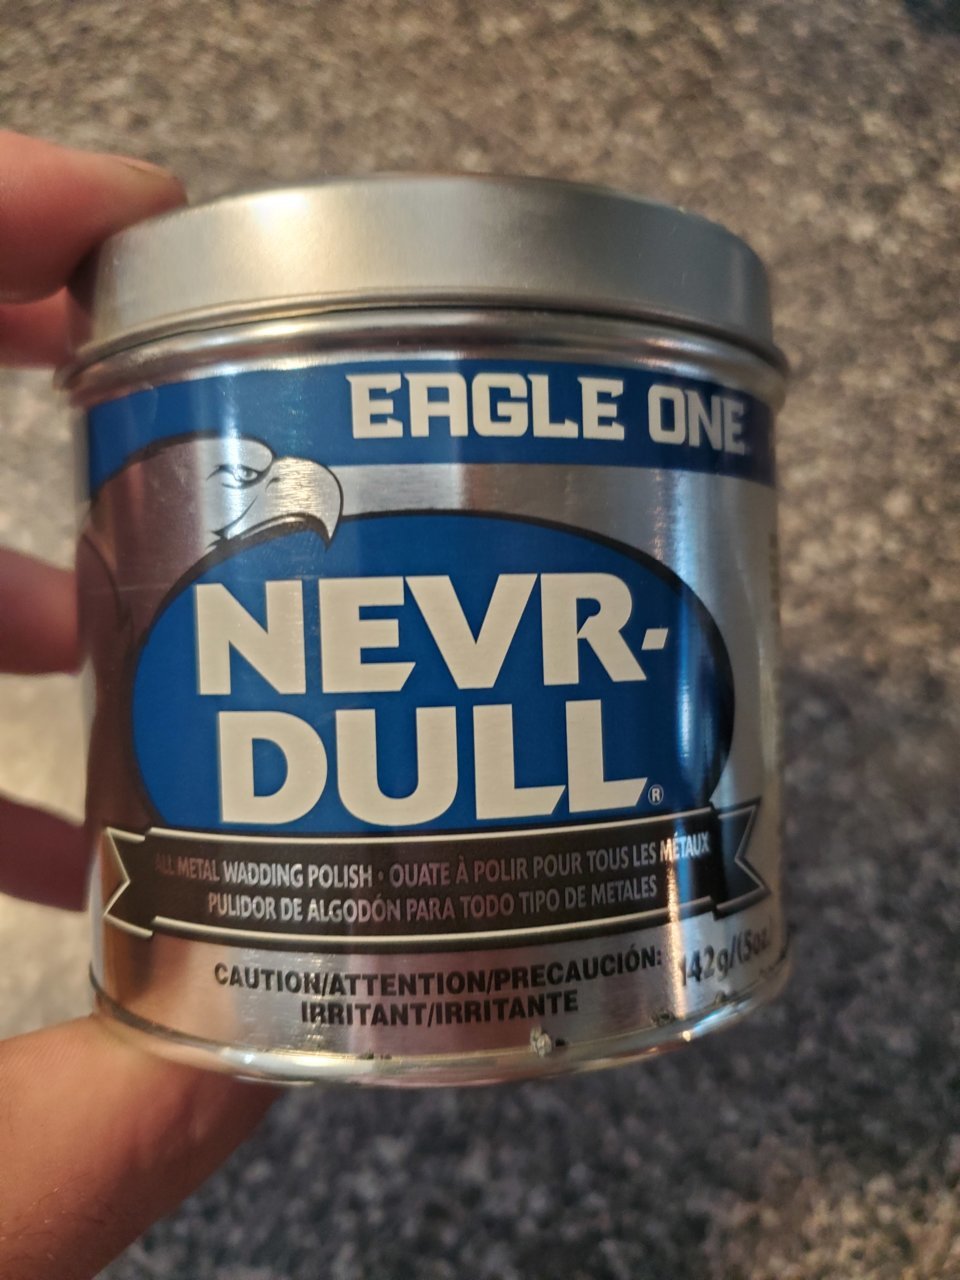 EAGLE ONE
NEVR-
DULL®
ALL METAL WADDING POLISH • OUATE À POLIR POUR TOUS LES MÉTAUX
PULIDOR DE ALGODÓN PARA TODO TIPO DE METALES
CAUTION/ATTENTION/PRECAUCIÓN:
IRRITANT/IRRITANTE
142g/(5oz.)